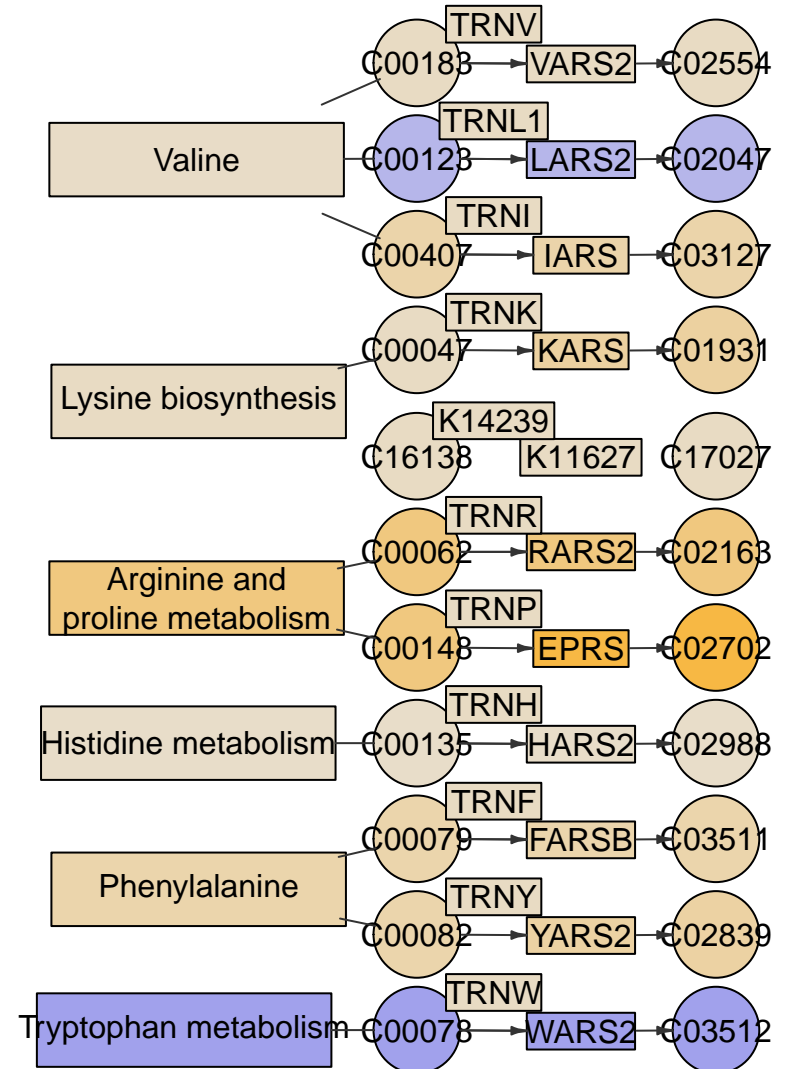 TRNV
C00183 VARS2 C02554
TRNL1
Valine C00123 LARS2 C02047
TRNI
C00407 IARS C03127
TRNK
C00047 KARS C01931
Lysine biosynthesis
K14239
C16138 K11627 C17027
TRNR
C00062 RARS2 C02163
Arginine and
proline metabolism
TRNP
C00148 EPRS C02702
TRNH
Histidine metabolism C00135 HARS2 C02988
TRNF
C00079 FARSB C03511
Phenylalanine
TRNY
C00082 YARS2 C02839
TRNW
Tryptophan metabolism C00078 WARS2 C03512